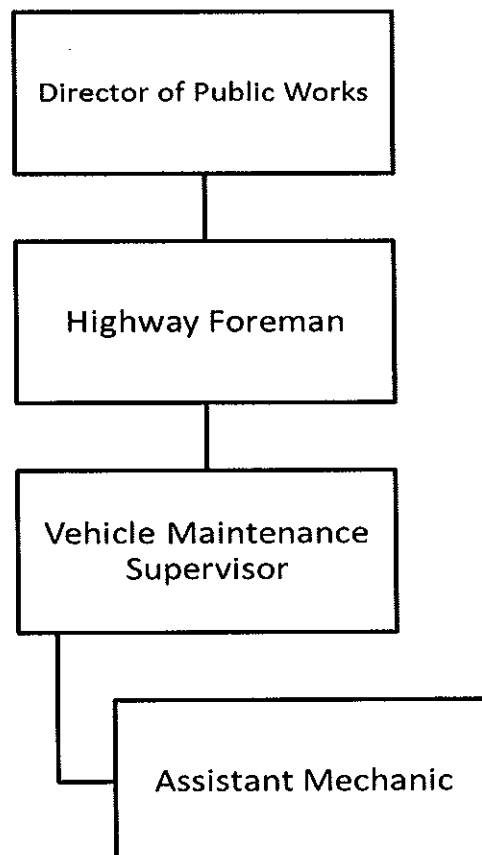 Director of Public Works
Highway Foreman
Vehicle Maintenance
Supervisor
Assistant Mechanic